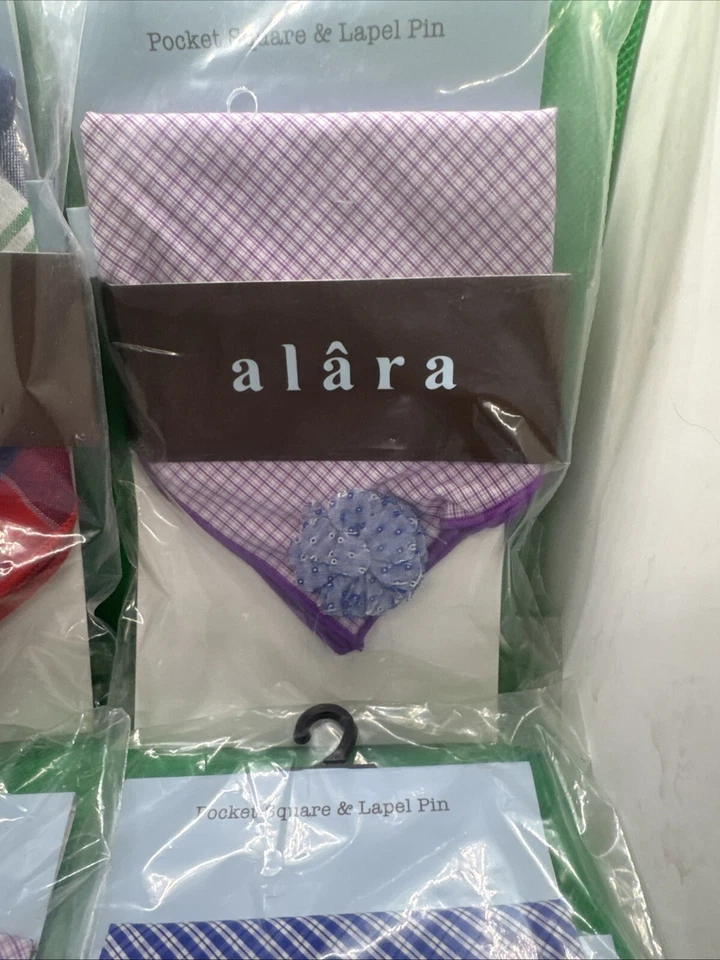 Pocket Square & Lapel Pin
alâra
Pocket Square & Lapel Pin